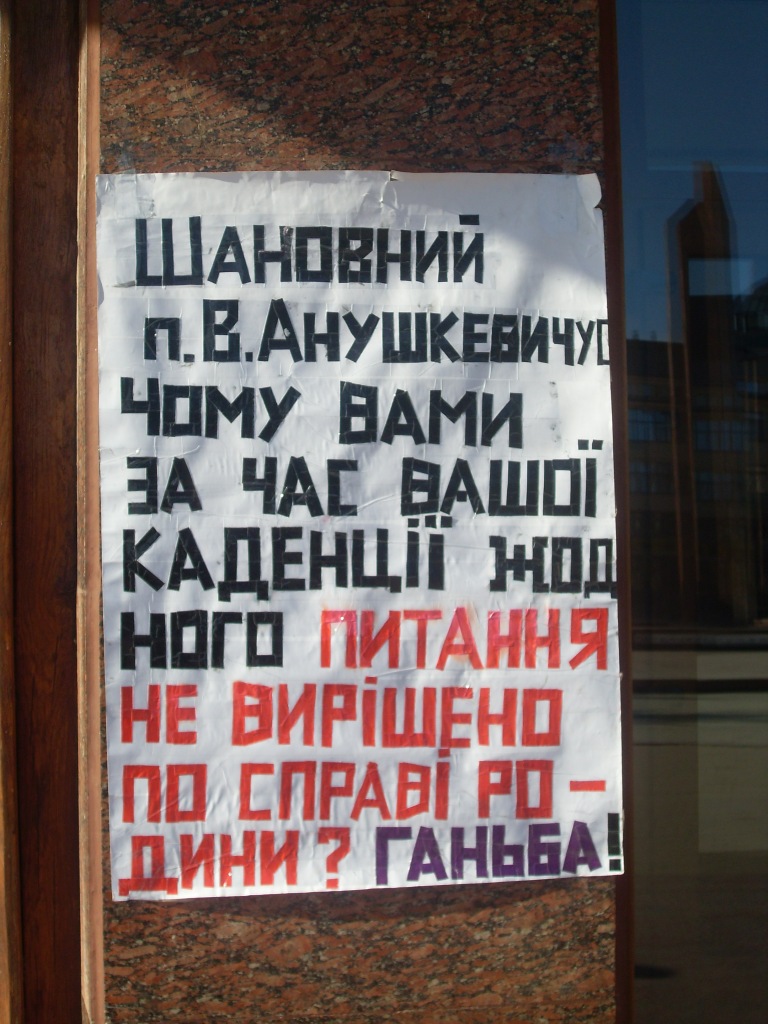 Шановний
п.В.Анушкевичус
чому вами
за час вашої
каденції жод
ного питання
не вирішено
по справі ро-
дини? Ганьба!